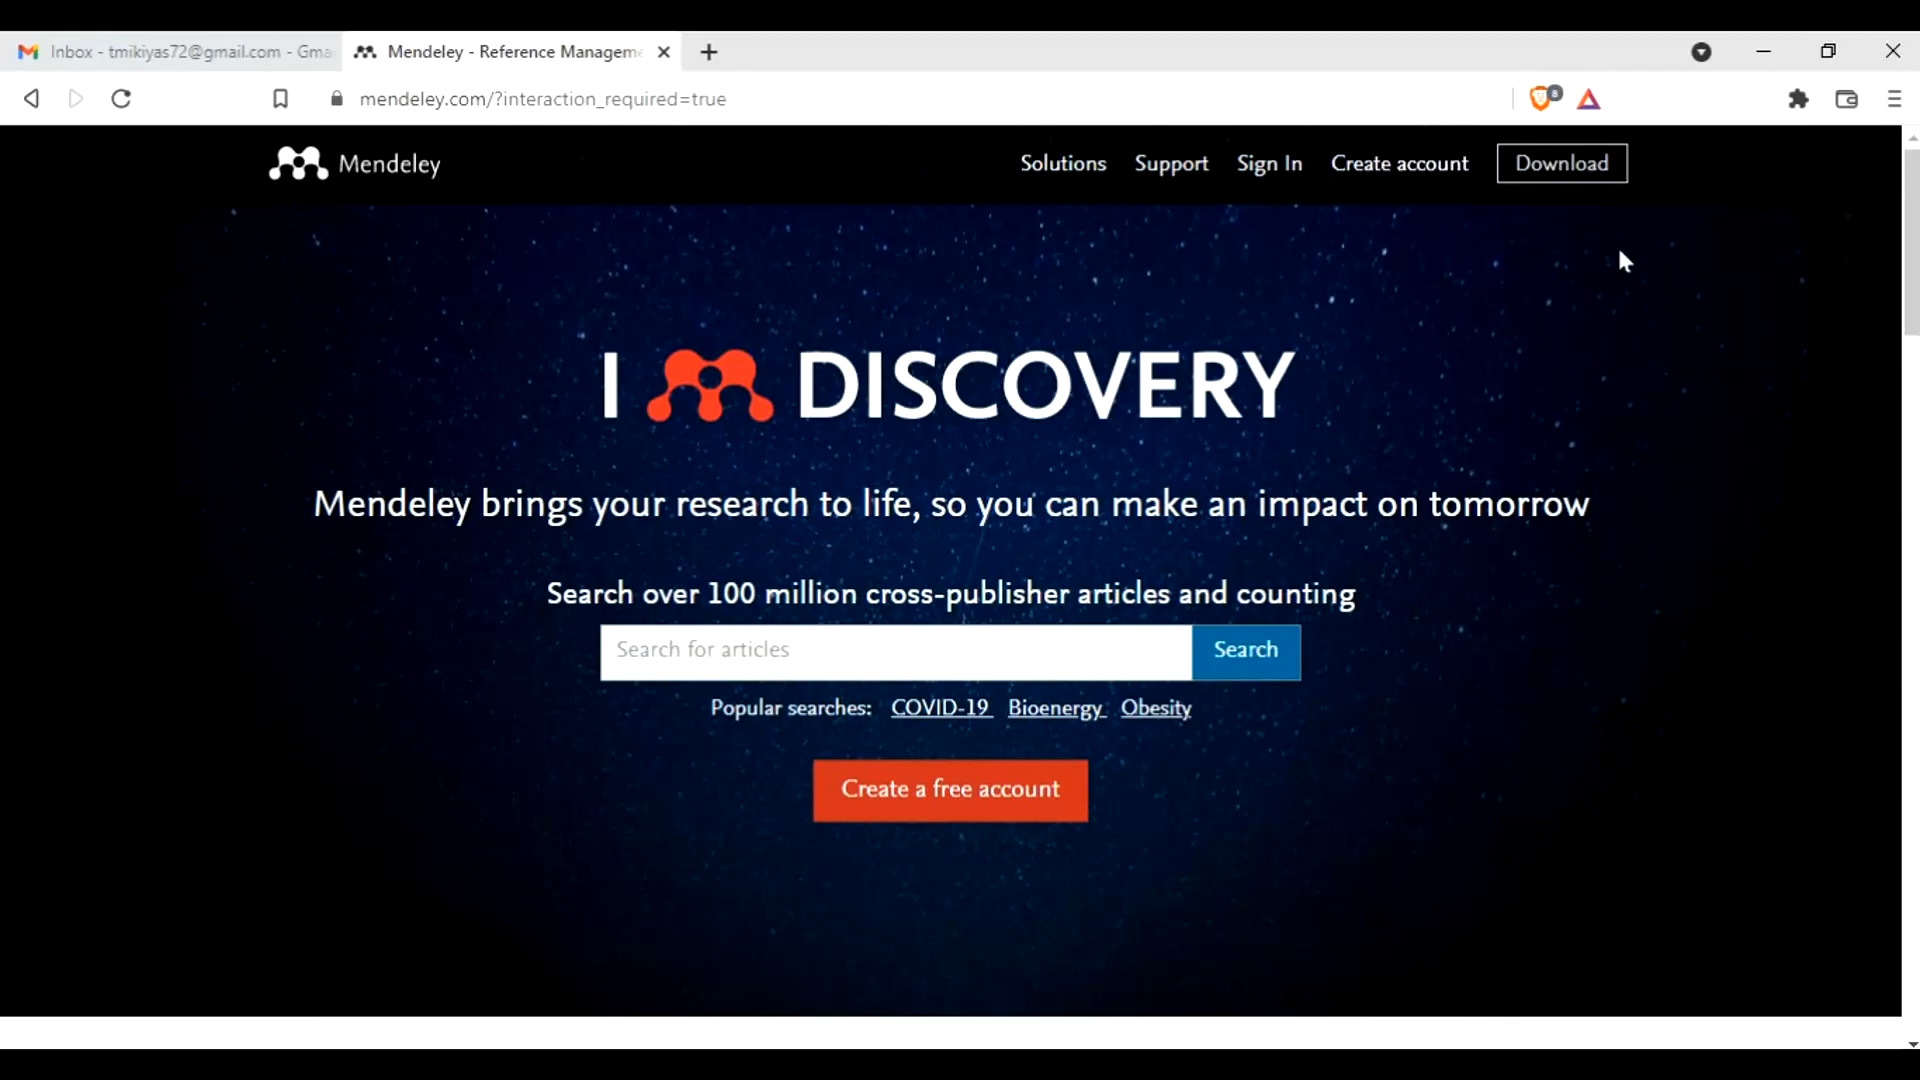 Inbox - tmikiyas72@gmail.com - Gma
Mendeley - Reference Managem
mendeley.com/?interaction_required=true
8
Mendeley
Solutions Support Sign In Create account Download
I DISCOVERY
Mendeley brings your research to life, so you can make an impact on tomorrow
Search over 100 million cross-publisher articles and counting
Search for articles Search
Popular searches: COVID-19 Bioenergy Obesity
Create a free account